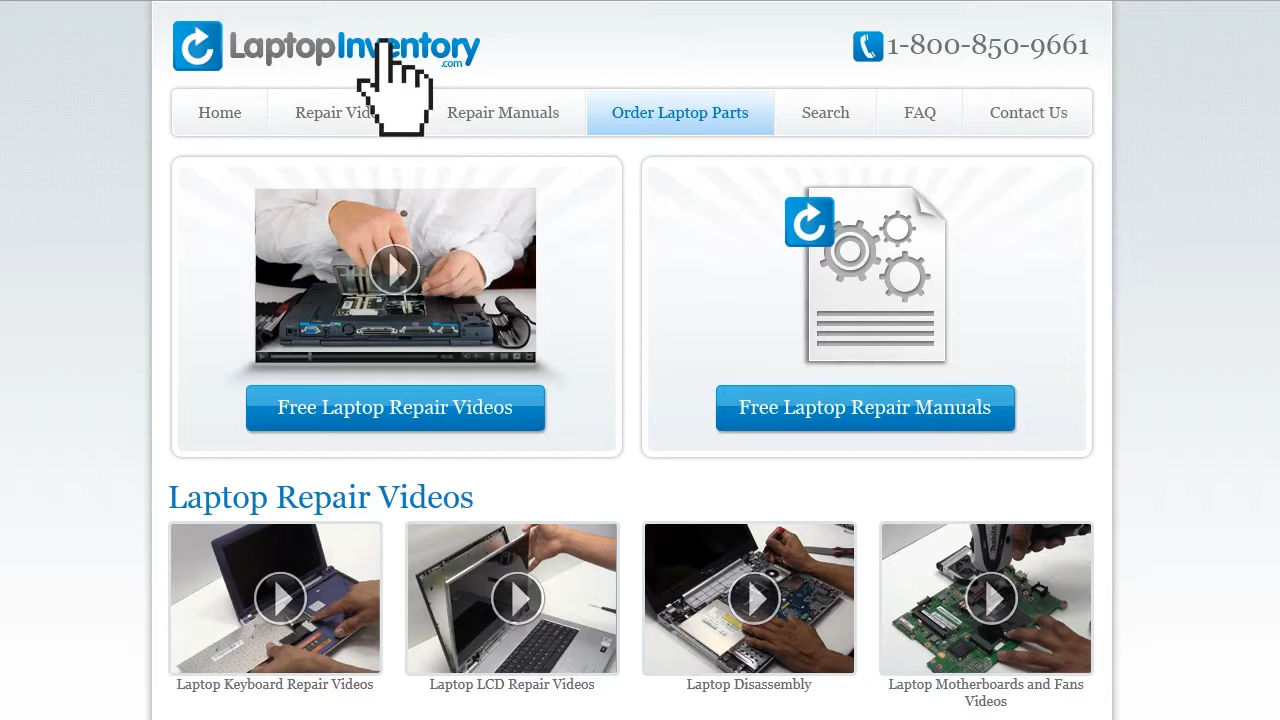 LaptopInventory
.com
1-800-850-9661
Home
Repair Manuals
Order Laptop Parts
Search
FAQ
Contact Us
Free Laptop Repair Videos
Free Laptop Repair Manuals
Laptop Repair Videos
Laptop Keyboard Repair Videos
Laptop LCD Repair Videos
Laptop Disassembly
Laptop Motherboards and Fans
Videos